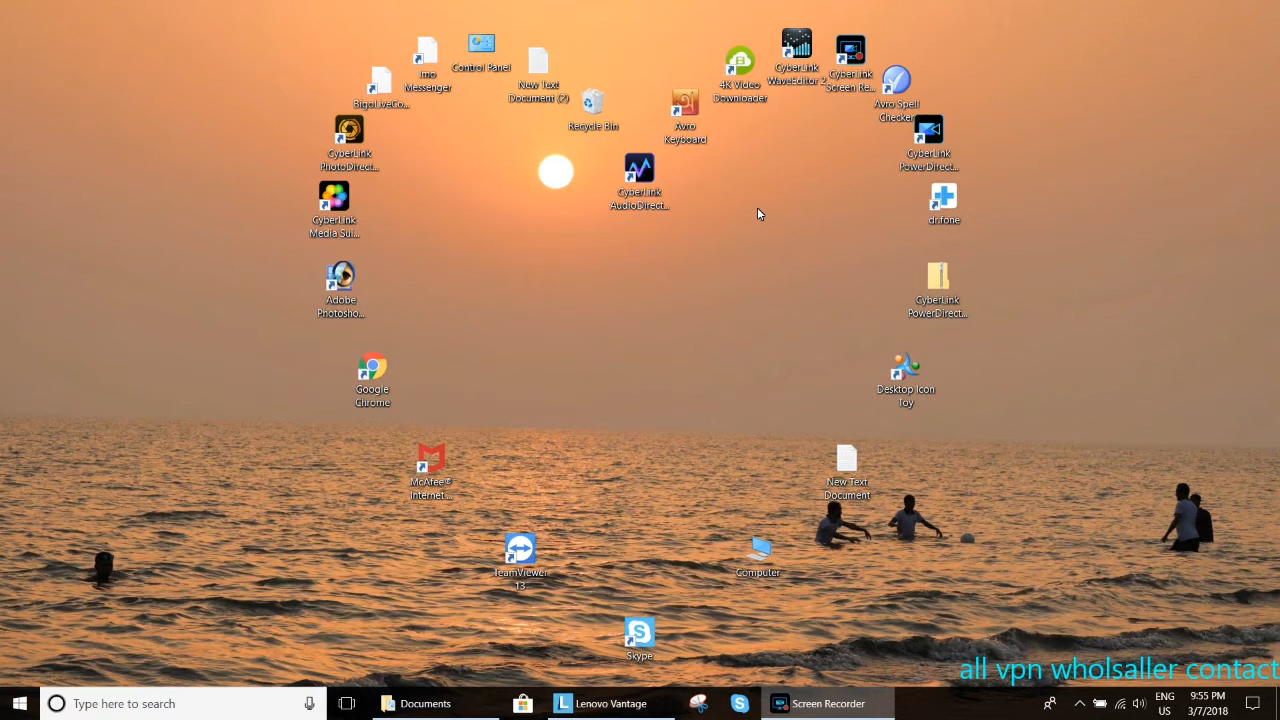 Imo
Messenger
Control Panel
New Text
Document (2)
BigoLiveCo...
Recycle Bin
4K Video
Downloader
CyberLink
WaveEditor 2
CyberLink
Screen Re...
Avro Spell
Checker
Avro
Keyboard
CyberLink
PhotoDirect...
CyberLink
PowerDirect...
CyberLink
AudioDirect...
CyberLink
Media Sui...
dr.fone
Adobe
Photosho...
CyberLink
PowerDirect...
Google
Chrome
Desktop Icon
Toy
McAfee®
Internet...
New Text
Document
TeamViewer
13
Computer
Skype
all vpn wholsaller contact
Type here to search
Documents
Lenovo Vantage
Screen Recorder
ENG
US
9:55 PM
3/7/2018